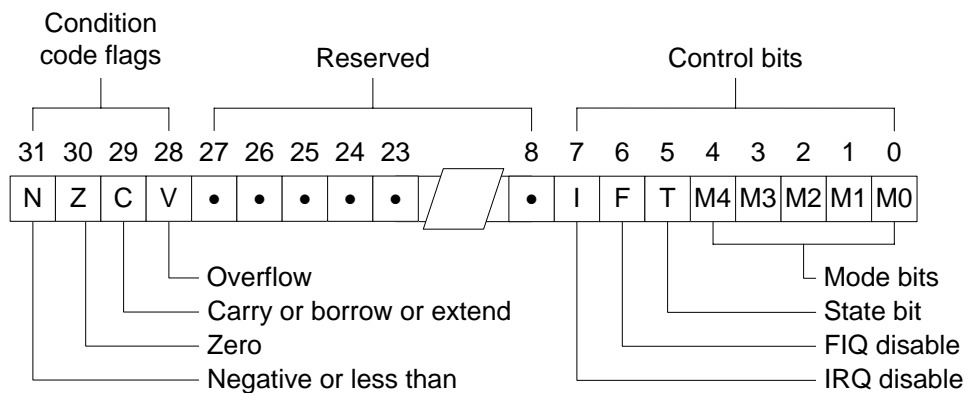 Condition
code flags
Reserved
Control bits
31 30 29 28 27 26 25 24 23 8 7 6 5 4 3 2 1 0
N Z C V • • • • • • I F T M4 M3 M2 M1 M0
Overflow
Mode bits
Carry or borrow or extend
State bit
Zero
FIQ disable
Negative or less than
IRQ disable